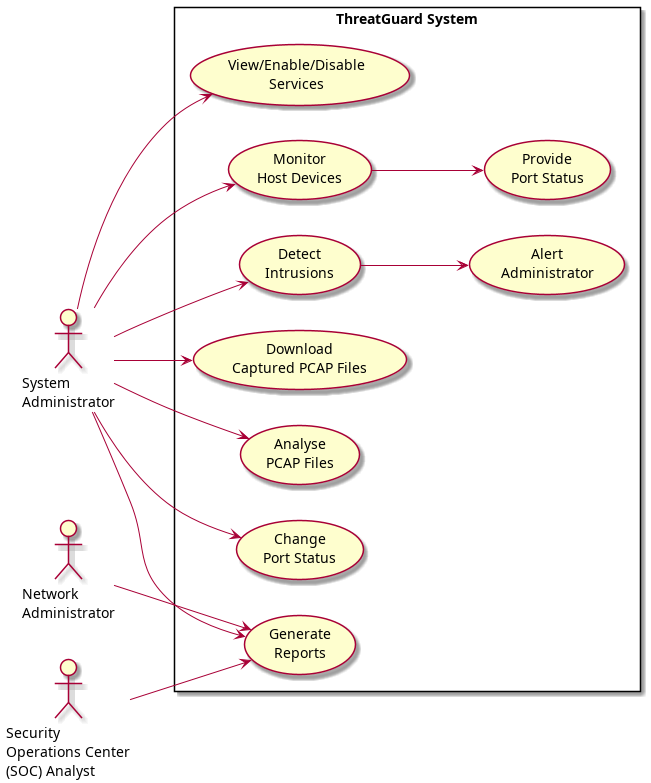 ThreatGuard System
View/Enable/Disable
Services
Monitor
Host Devices
Provide
Port Status
Detect
Intrusions
Alert
Administrator
Download
Captured PCAP Files
System
Administrator
Analyse
PCAP Files
Change
Port Status
Network
Administrator
Generate
Reports
Security
Operations Center
(SOC) Analyst